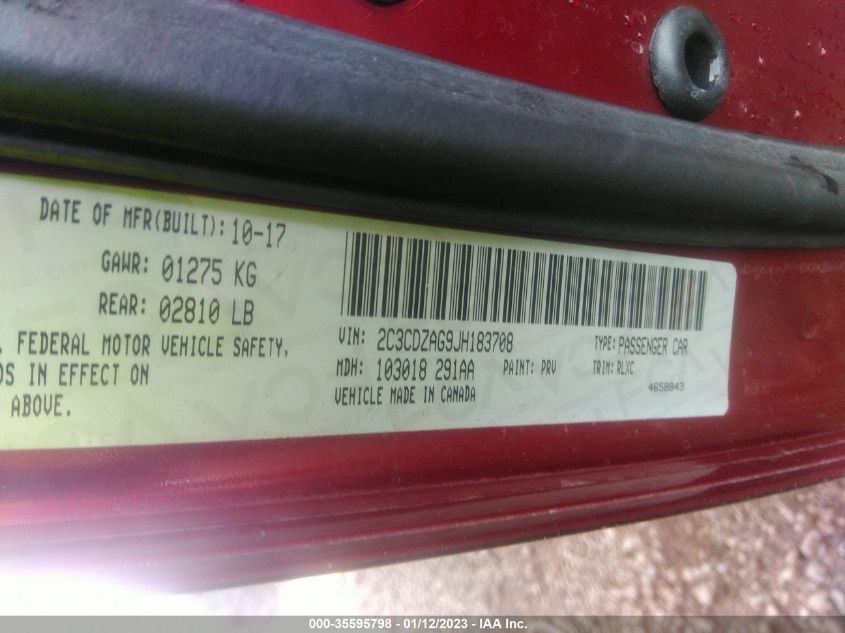 DATE OF MFR(BUILT): 10-17
GAWR: 01275 KG
REAR: 02810 LB
FEDERAL MOTOR VEHICLE SAFETY,
DS IN EFFECT ON
ABOVE.
VIN: 2C3CDZAG9JH183708 TYPE: PASSENGER CAR
MDH: 103018 291AA PAINT: PRV TRIM: RLXC
VEHICLE MADE IN CANADA 4658843
000-35595798 - 01/12/2023 - IAA Inc.